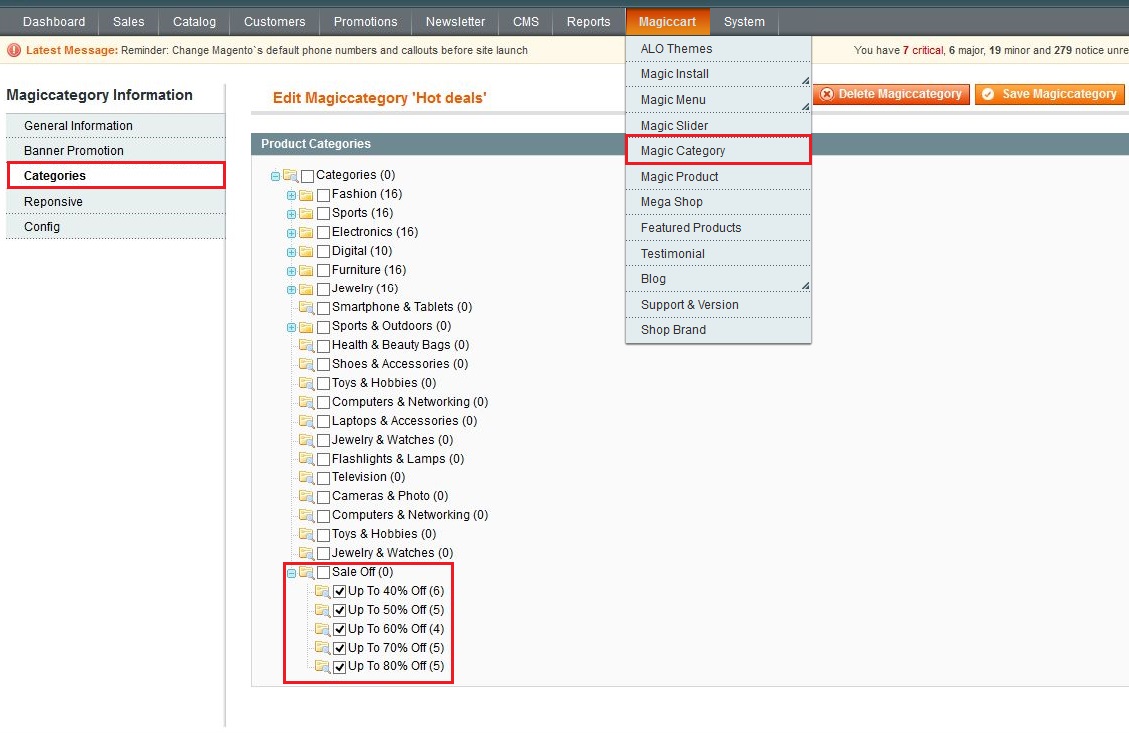 Dashboard Sales Catalog Customers Promotions Newsletter CMS Reports Magiccart System
Latest Message: Reminder: Change Magento`s default phone numbers and callouts before site launch
You have 7 critical, 6 major, 19 minor and 279 notice unre
ALO Themes
Magic Install
Magic Menu
Magic Slider
Magic Category
Magic Product
Mega Shop
Featured Products
Testimonial
Blog
Support & Version
Shop Brand
Magiccategory Information
General Information
Banner Promotion
Categories
Reponsive
Config
Edit Magiccategory 'Hot deals'
Delete Magiccategory
Save Magiccategory
Product Categories
Categories (0)
Fashion (16)
Sports (16)
Electronics (16)
Digital (10)
Furniture (16)
Jewelry (16)
Smartphone & Tablets (0)
Sports & Outdoors (0)
Health & Beauty Bags (0)
Shoes & Accessories (0)
Toys & Hobbies (0)
Computers & Networking (0)
Laptops & Accessories (0)
Jewelry & Watches (0)
Flashlights & Lamps (0)
Television (0)
Cameras & Photo (0)
Computers & Networking (0)
Toys & Hobbies (0)
Jewelry & Watches (0)
Sale Off (0)
Up To 40% Off (6)
Up To 50% Off (5)
Up To 60% Off (4)
Up To 70% Off (5)
Up To 80% Off (5)